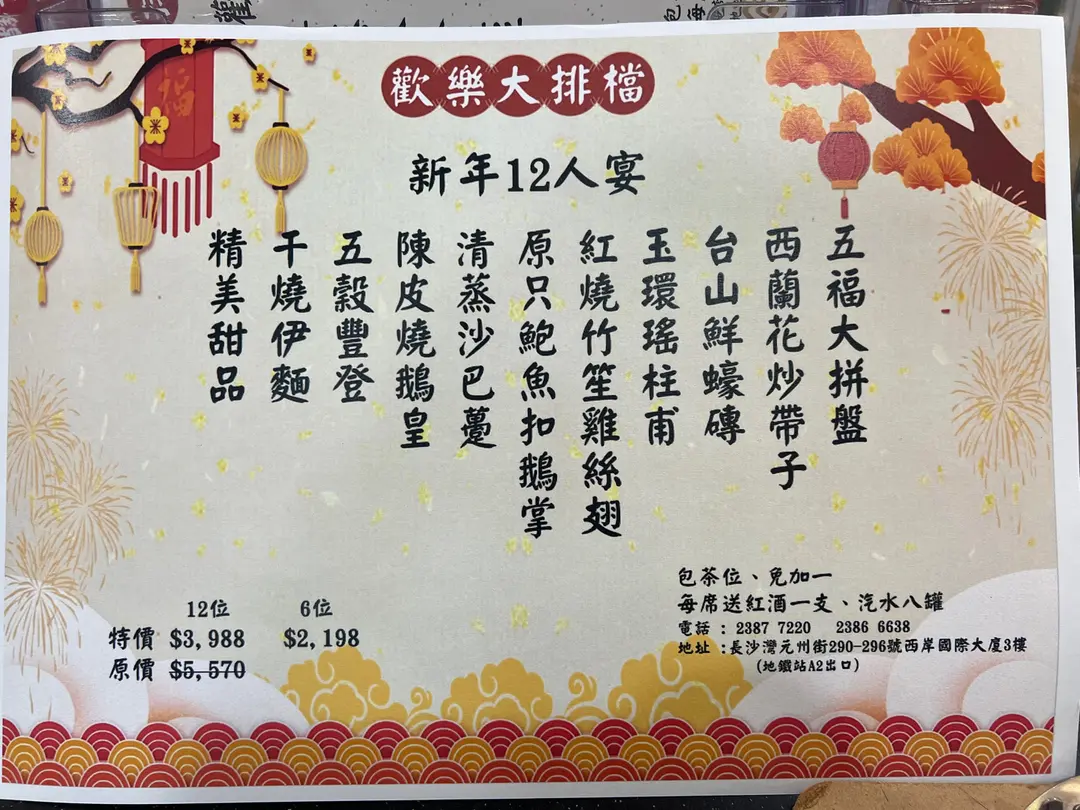 歡樂大排檔
新年12人宴
五福大拼盤
西蘭花炒帶子
台山鮮蠔磚
玉環瑤柱甫
紅燒竹笙雞絲翅
原只鮑魚扣鵝掌
清蒸沙巴躉
陳皮燒鵝皇
五穀豐登
干燒伊麵
精美甜品
12位 6位
特價 $3,988 $2,198
原價 $5,570
包茶位、免加一
每席送紅酒一支、汽水八罐
電話 : 2387 7220 2386 6638
地址 :長沙灣元州街290-296號西岸國際大廈3樓
(地鐵站A2出口)
福